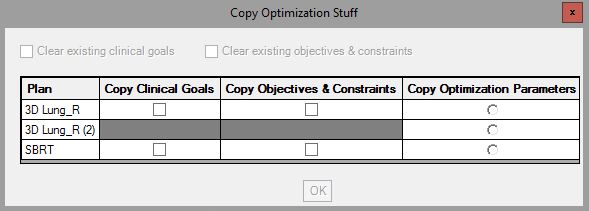 Copy Optimization Stuff
x
Clear existing clinical goals Clear existing objectives & constraints
Plan Copy Clinical Goals Copy Objectives & Constraints Copy Optimization Parameters
3D Lung_R
3D Lung_R (2)
SBRT
OK